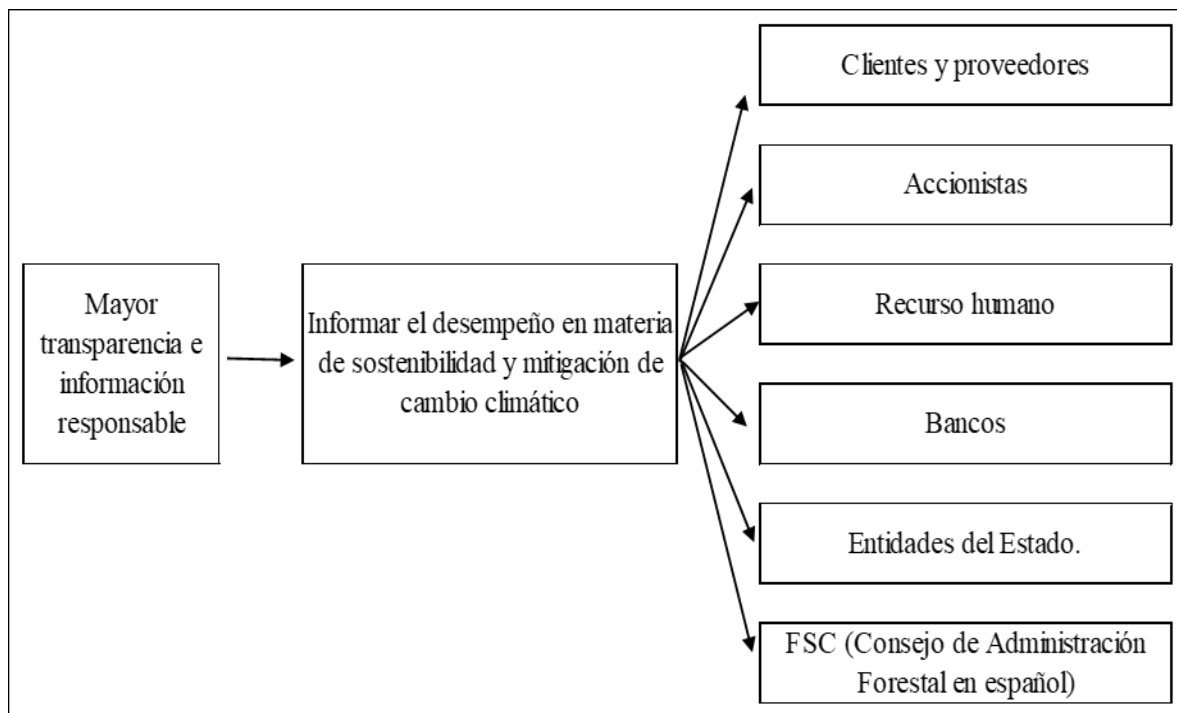 Mayor
transparencia e
información
responsable
Informar el desempeño en materia
de sostenibilidad y mitigación de
cambio climático
Clientes y proveedores
Accionistas
Recurso humano
Bancos
Entidades del Estado.
FSC (Consejo de Administración
Forestal en español)